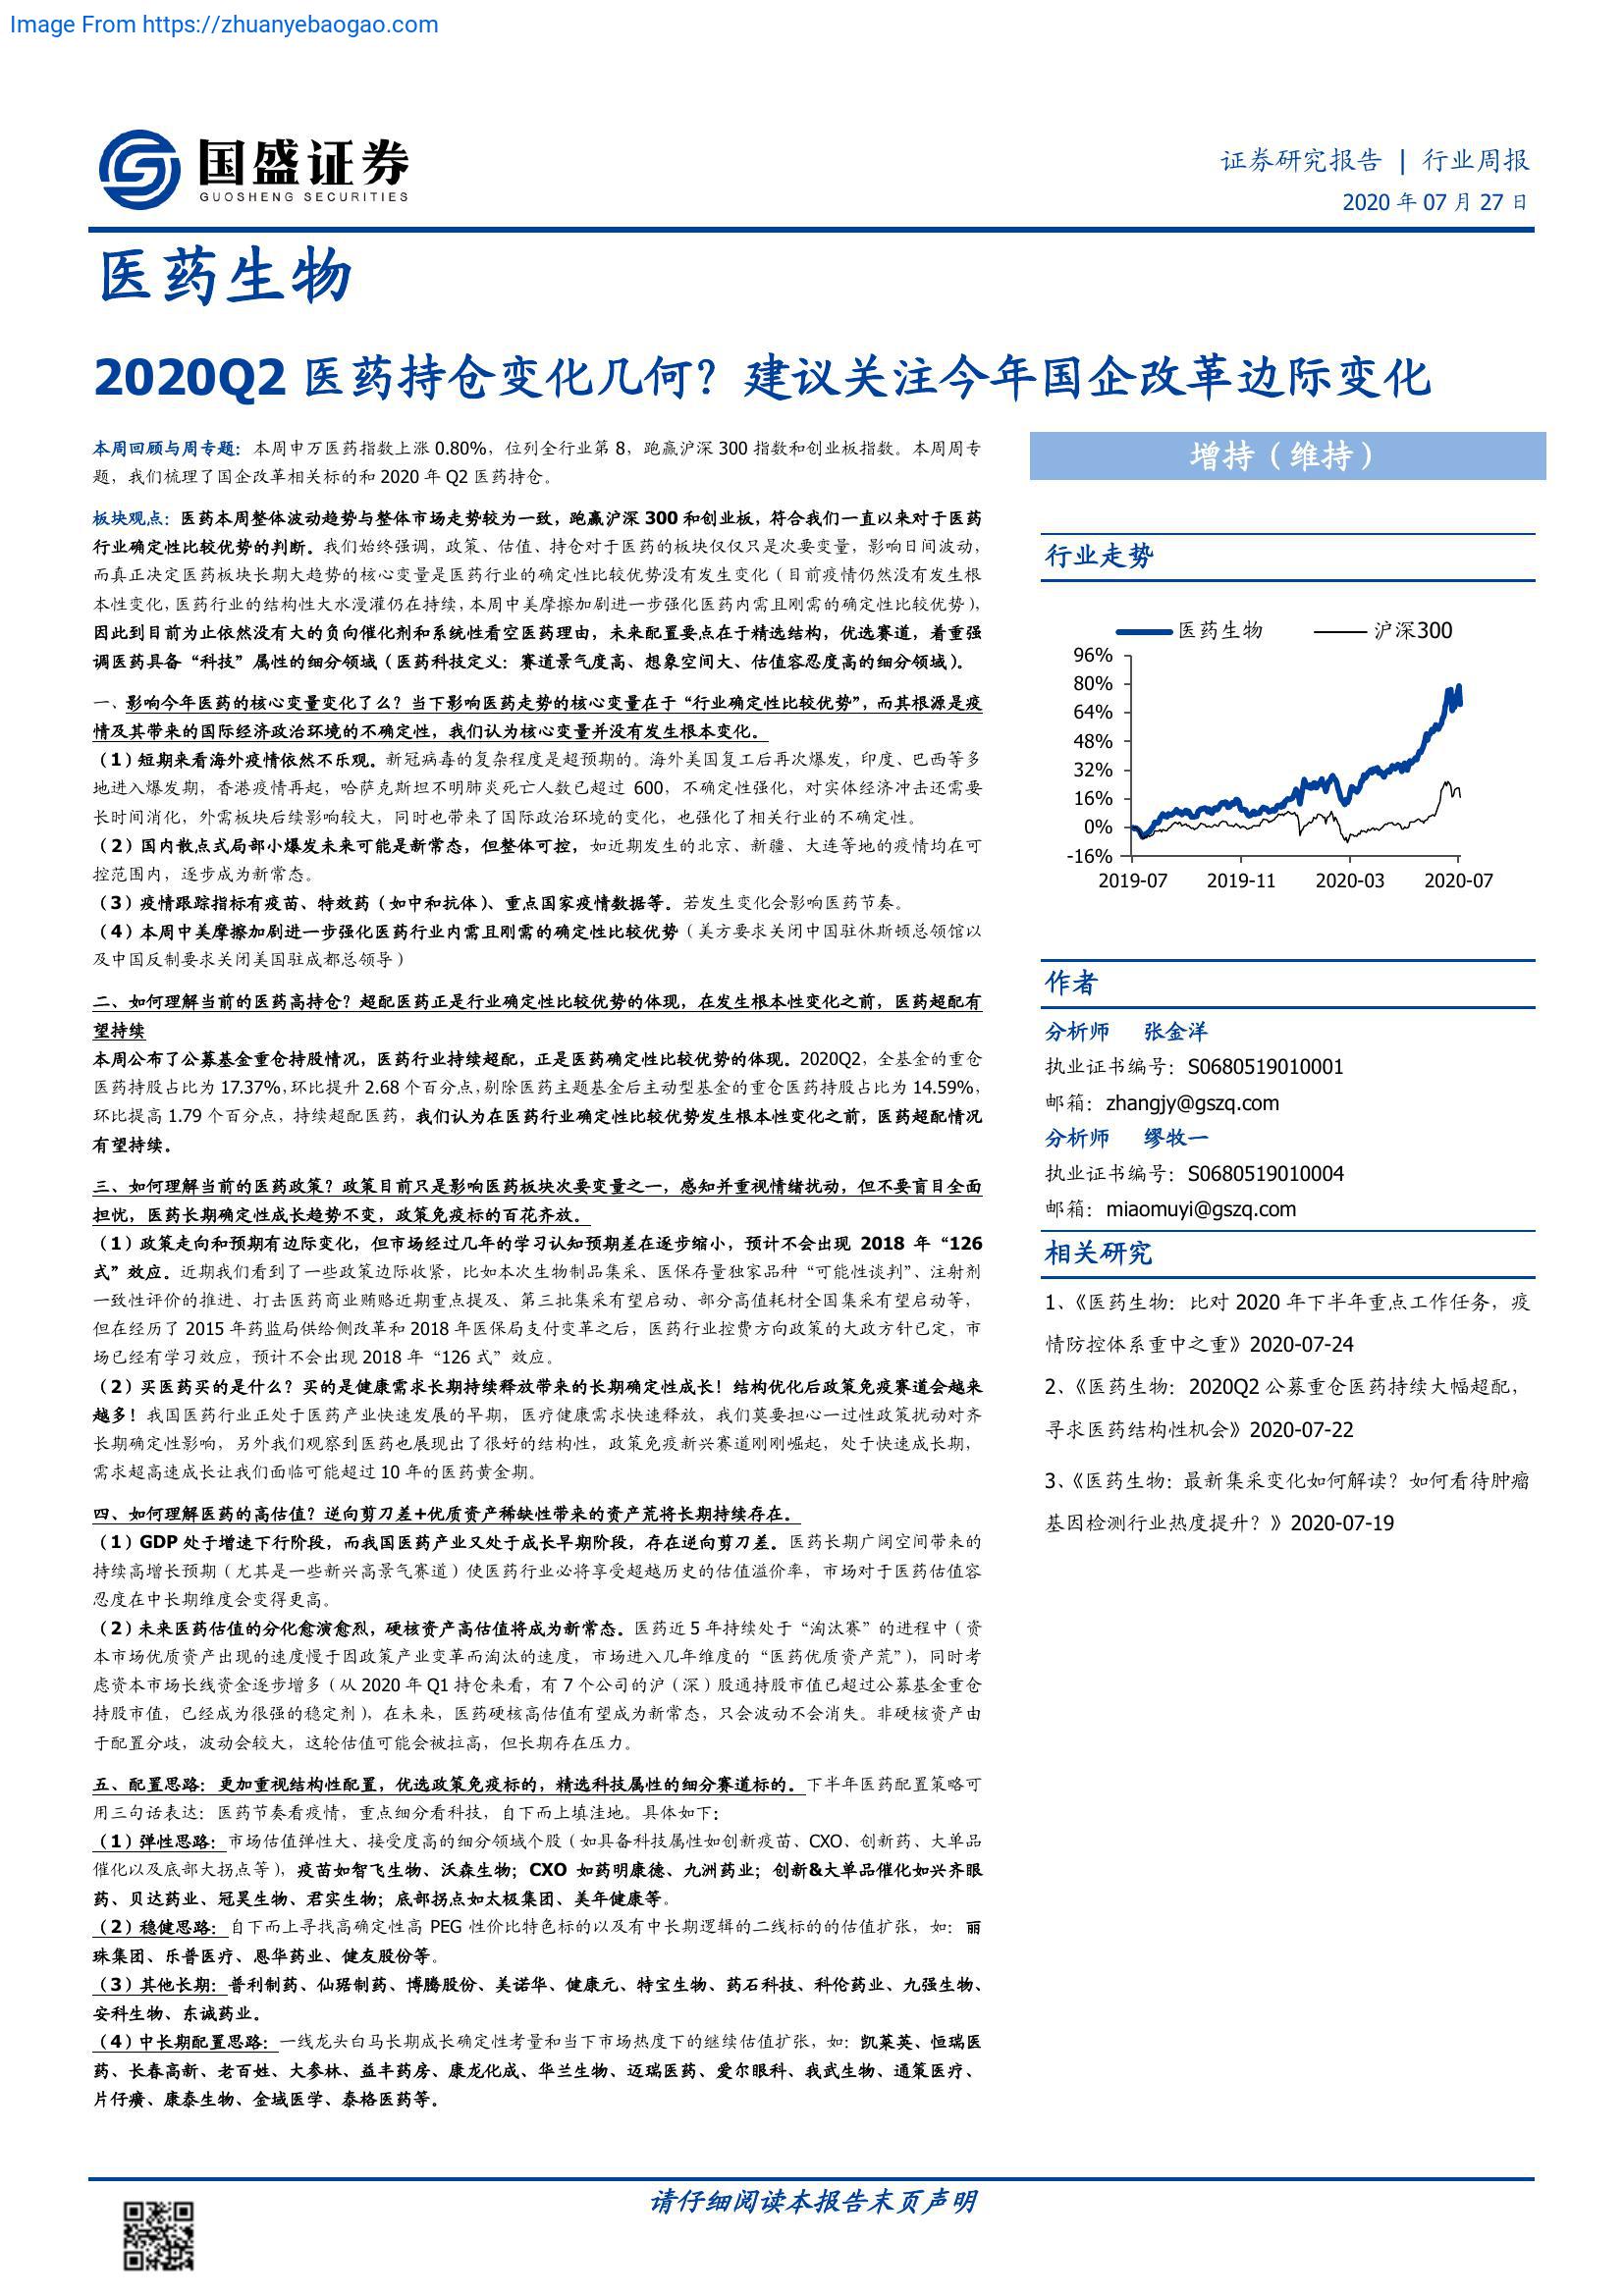 Image From https://zhuanyebaogao.com
国盛证券
GUOSHENG SECURITIES
证券研究报告 | 行业周报
2020 年 07 月 27 日
医药生物
2020Q2 医药持仓变化几何？建议关注今年国企改革边际变化
本周回顾与周专题：本周申万医药指数上涨 0.80%，位列全行业第 8，跑赢沪深 300 指数和创业板指数。本周周专
题，我们梳理了国企改革相关标的和 2020 年 Q2 医药持仓。
板块观点：医药本周整体波动趋势与整体市场走势较为一致，跑赢沪深 300 和创业板，符合我们一直以来对于医药
行业确定性比较优势的判断。我们始终强调，政策、估值、持仓对于医药的板块仅仅只是次要变量，影响日间波动，
而真正决定医药板块长期大趋势的核心变量是医药行业的确定性比较优势没有发生变化（目前疫情仍然没有发生根
本性变化，医药行业的结构性大水漫灌仍在持续，本周中美摩擦加剧进一步强化医药内需且刚需的确定性比较优势），
因此到目前为止依然没有大的负向催化剂和系统性看空医药理由，未来配置要点在于精选结构，优选赛道，着重强
调医药具备“科技”属性的细分领域（医药科技定义：赛道景气度高、想象空间大、估值容忍度高的细分领域）。
一、影响今年医药的核心变量变化了么？当下影响医药走势的核心变量在于“行业确定性比较优势”，而其根源是疫
情及其带来的国际经济政治环境的不确定性，我们认为核心变量并没有发生根本变化。
（1）短期来看海外疫情依然不乐观。新冠病毒的复杂程度是超预期的。海外美国复工后再次爆发，印度、巴西等多
地进入爆发期，香港疫情再起，哈萨克斯坦不明肺炎死亡人数已超过 600，不确定性强化，对实体经济冲击还需要
长时间消化，外需板块后续影响较大，同时也带来了国际政治环境的变化，也强化了相关行业的不确定性。
（2）国内散点式局部小爆发未来可能是新常态，但整体可控，如近期发生的北京、新疆、大连等地的疫情均在可
控范围内，逐步成为新常态。
（3）疫情跟踪指标有疫苗、特效药（如中和抗体）、重点国家疫情数据等。若发生变化会影响医药节奏。
（4）本周中美摩擦加剧进一步强化医药行业内需且刚需的确定性比较优势（美方要求关闭中国驻休斯顿总领馆以
及中国反制要求关闭美国驻成都总领导）
二、如何理解当前的医药高持仓？超配医药正是行业确定性比较优势的体现，在发生根本性变化之前，医药超配有
望持续
本周公布了公募基金重仓持股情况，医药行业持续超配，正是医药确定性比较优势的体现。2020Q2，全基金的重仓
医药持股占比为 17.37%，环比提升 2.68 个百分点，剔除医药主题基金后主动型基金的重仓医药持股占比为 14.59%，
环比提高 1.79 个百分点，持续超配医药，我们认为在医药行业确定性比较优势发生根本性变化之前，医药超配情况
有望持续。
三、如何理解当前的医药政策？政策目前只是影响医药板块次要变量之一，感知并重视情绪扰动，但不要盲目全面
担忧，医药长期确定性成长趋势不变，政策免疫标的百花齐放。
（1）政策走向和预期有边际变化，但市场经过几年的学习认知预期差在逐步缩小，预计不会出现 2018 年“126
式”效应。近期我们看到了一些政策边际收紧，比如本次生物制品集采、医保存量独家品种“可能性谈判”、注射剂
一致性评价的推进、打击医药商业贿赂近期重点提及、第三批集采有望启动、部分高值耗材全国集采有望启动等，
但在经历了 2015 年药监局供给侧改革和 2018 年医保局支付变革之后，医药行业控费方向政策的大政方针已定，市
场已经有学习效应，预计不会出现 2018 年“126 式”效应。
（2）买医药买的是什么？买的是健康需求长期持续释放带来的长期确定性成长！结构优化后政策免疫赛道会越来
越多！我国医药行业正处于医药产业快速发展的早期，医疗健康需求快速释放，我们莫要担心一过性政策扰动对齐
长期确定性影响，另外我们观察到医药也展现出了很好的结构性，政策免疫新兴赛道刚刚崛起，处于快速成长期，
需求超高速成长让我们面临可能超过 10 年的医药黄金期。
四、如何理解医药的高估值？逆向剪刀差+优质资产稀缺性带来的资产荒将长期持续存在。
（1）GDP 处于增速下行阶段，而我国医药产业又处于成长早期阶段，存在逆向剪刀差。医药长期广阔空间带来的
持续高增长预期（尤其是一些新兴高景气赛道）使医药行业必将享受超越历史的估值溢价率，市场对于医药估值容
忍度在中长期维度会变得更高。
（2）未来医药估值的分化愈演愈烈，硬核资产高估值将成为新常态。医药近 5 年持续处于“淘汰赛”的进程中（资
本市场优质资产出现的速度慢于因政策产业变革而淘汰的速度，市场进入几年维度的“医药优质资产荒”），同时考
虑资本市场长线资金逐步增多（从 2020 年 Q1 持仓来看，有 7 个公司的沪（深）股通持股市值已超过公募基金重仓
持股市值，已经成为很强的稳定剂），在未来，医药硬核高估值有望成为新常态，只会波动不会消失。非硬核资产由
于配置分歧，波动会较大，这轮估值可能会被拉高，但长期存在压力。
五、配置思路：更加重视结构性配置，优选政策免疫标的，精选科技属性的细分赛道标的。下半年医药配置策略可
用三句话表达：医药节奏看疫情，重点细分看科技，自下而上填洼地。具体如下：
（1）弹性思路：市场估值弹性大、接受度高的细分领域个股（如具备科技属性如创新疫苗、CXO、创新药、大单品
催化以及底部大拐点等），疫苗如智飞生物、沃森生物；CXO 如药明康德、九洲药业；创新&大单品催化如兴齐眼
药、贝达药业、冠昊生物、君实生物；底部拐点如太极集团、美年健康等。
（2）稳健思路：自下而上寻找高确定性高 PEG 性价比特色标的以及有中长期逻辑的二线标的的估值扩张，如：丽
珠集团、乐普医疗、恩华药业、健友股份等。
（3）其他长期：普利制药、仙琚制药、博腾股份、美诺华、健康元、特宝生物、药石科技、科伦药业、九强生物、
安科生物、东诚药业。
（4）中长期配置思路：一线龙头白马长期成长确定性考量和当下市场热度下的继续估值扩张，如：凯莱英、恒瑞医
药、长春高新、老百姓、大参林、益丰药房、康龙化成、华兰生物、迈瑞医药、爱尔眼科、我武生物、通策医疗、
片仔癀、康泰生物、金域医学、泰格医药等。
增持（维持）
行业走势
医药生物 沪深300
96%
80%
64%
48%
32%
16%
0%
-16%
2019-07 2019-11 2020-03 2020-07
作者
分析师 张金洋
执业证书编号：S0680519010001
邮箱：zhangjy@gszq.com
分析师 缪牧一
执业证书编号：S0680519010004
邮箱：miaomuyi@gszq.com
相关研究
1、《医药生物：比对 2020 年下半年重点工作任务，疫
情防控体系重中之重》2020-07-24
2、《医药生物：2020Q2 公募重仓医药持续大幅超配，
寻求医药结构性机会》2020-07-22
3、《医药生物：最新集采变化如何解读？如何看待肿瘤
基因检测行业热度提升？》2020-07-19
请仔细阅读本报告末页声明